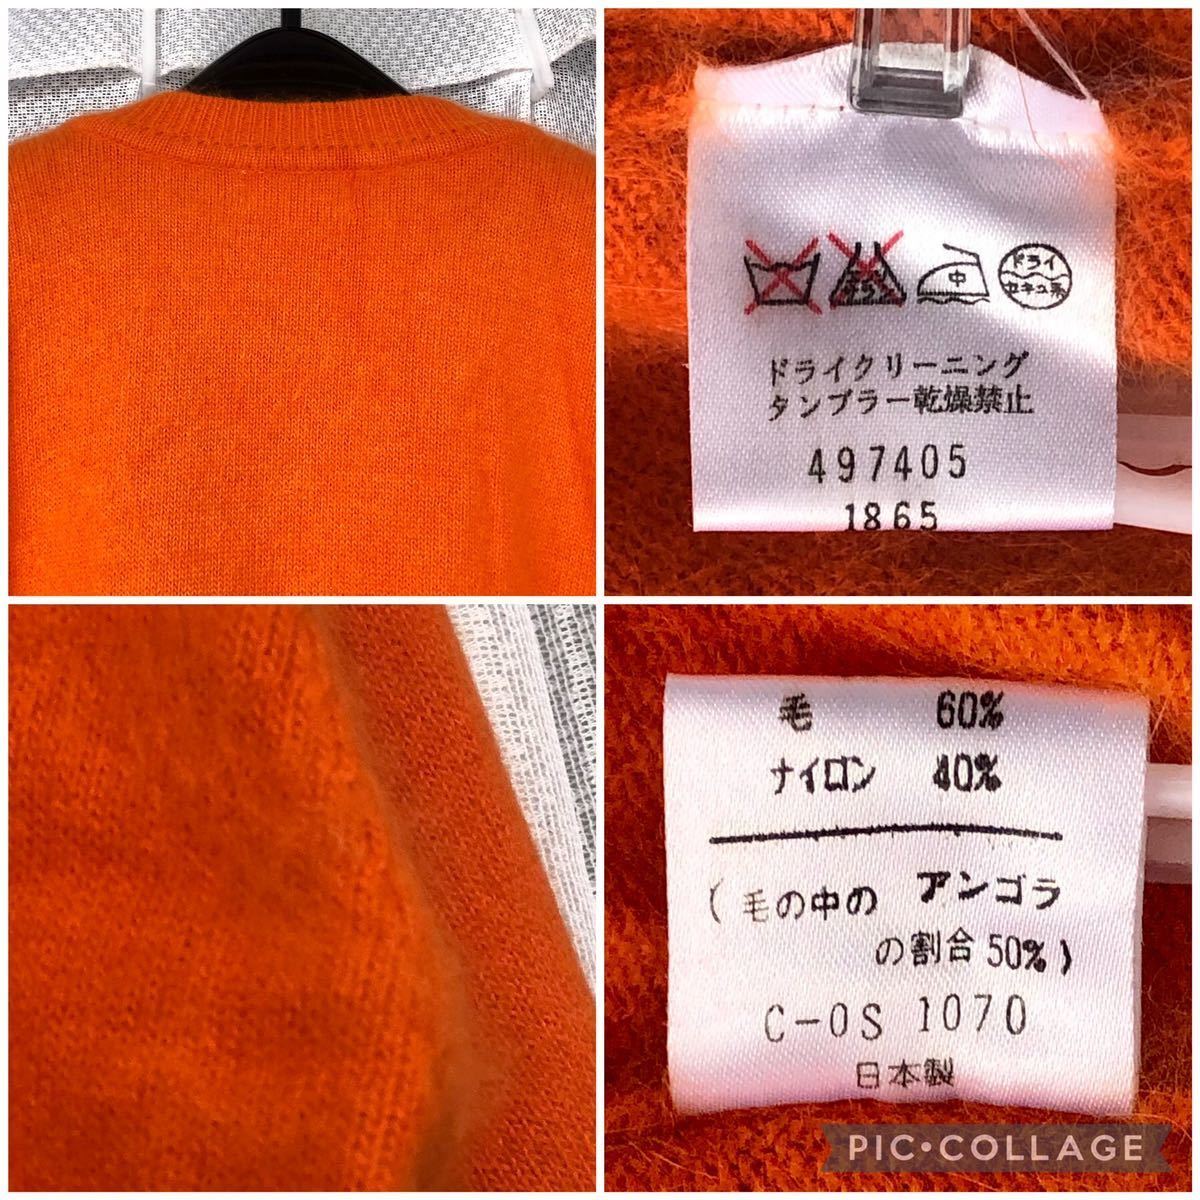 中
ドライ
セキユ系
ドライクリーニング
タンブラー乾燥禁止
497405
1865
毛 60%
ナイロン 40%
(毛の中の アンゴラ
の割合50%)
C-OS 1070
日本製
PIC•COLLAGE